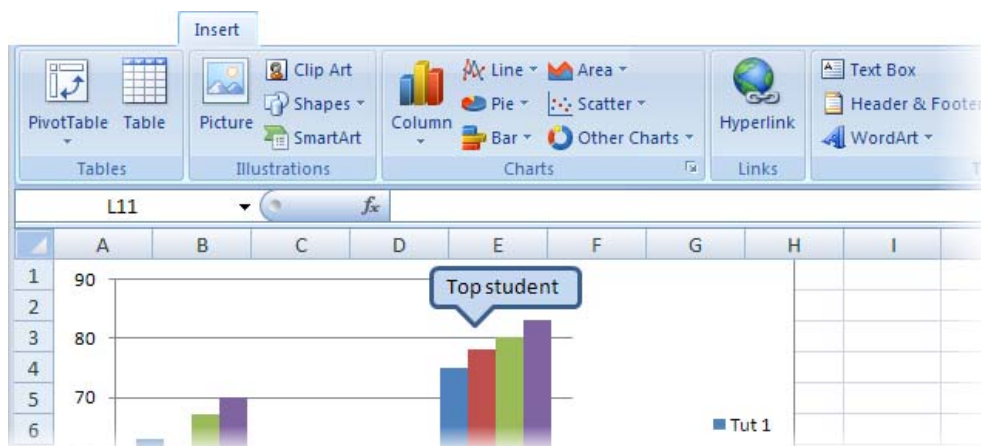 Insert
Clip Art Line Area Text Box
Shapes Pie Scatter Header & Footer
PivotTable Table Picture SmartArt Column Bar Other Charts Hyperlink WordArt
Tables Illustrations Charts Links
L11 fx
A B C D E F G H I
1 90 Top student
2
3 80
4
5 70
6 Tut 1